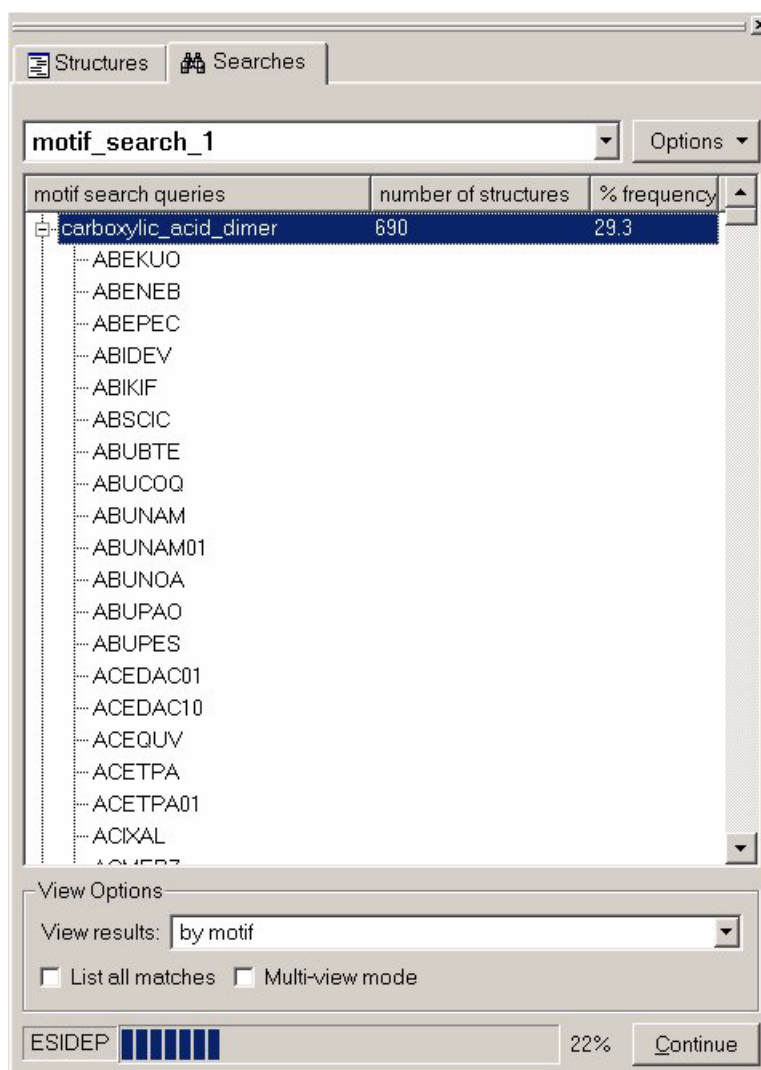 Structures Searches
motif_search_1 Options
motif search queries number of structures % frequency
carboxylic_acid_dimer 690 29.3
ABEKUO
ABENEB
ABEPEC
ABIDEV
ABIKIF
ABSCIC
ABUBTE
ABUCOQ
ABUNAM
ABUNAM01
ABUNOA
ABUPAO
ABUPES
ACEDAC01
ACEDAC10
ACEQUV
ACETPA
ACETPA01
ACIXAL
View Options
View results: by motif
List all matches Multi-view mode
ESIDEP 22% Continue